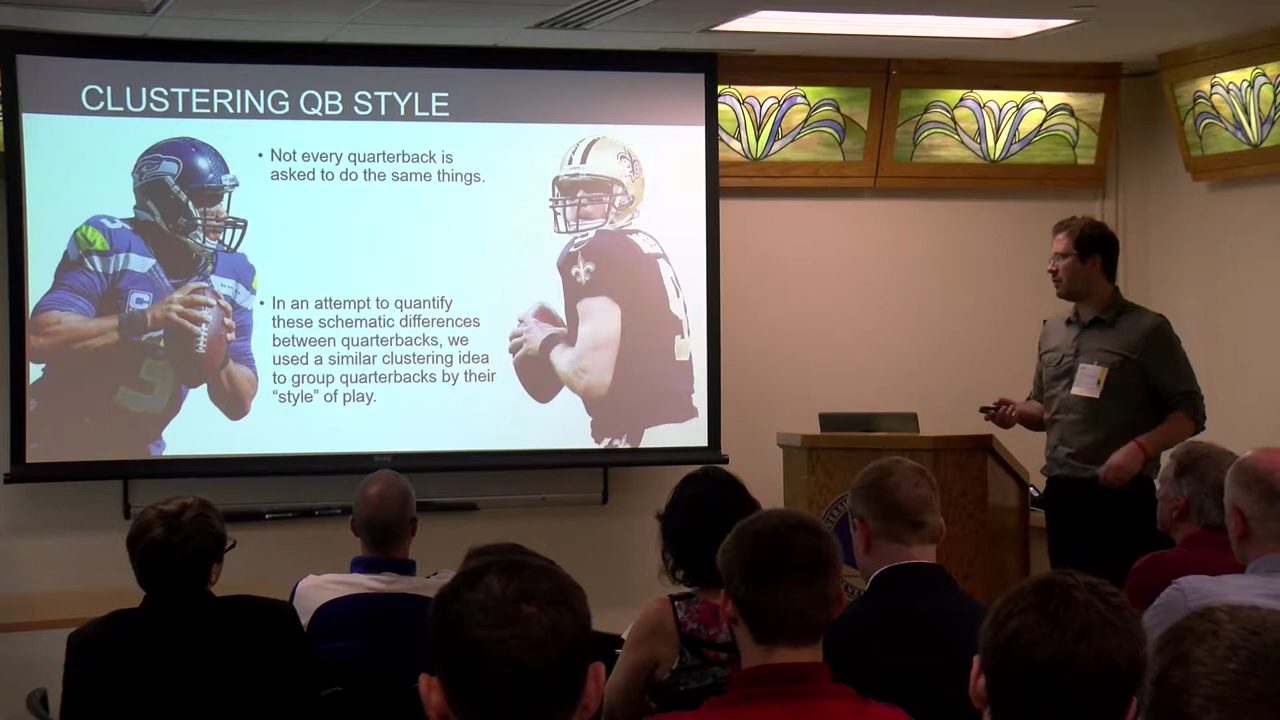 CLUSTERING QB STYLE
• Not every quarterback is
asked to do the same things.
• In an attempt to quantify
these schematic differences
between quarterbacks, we
used a similar clustering idea
to group quarterbacks by their
“style” of play.